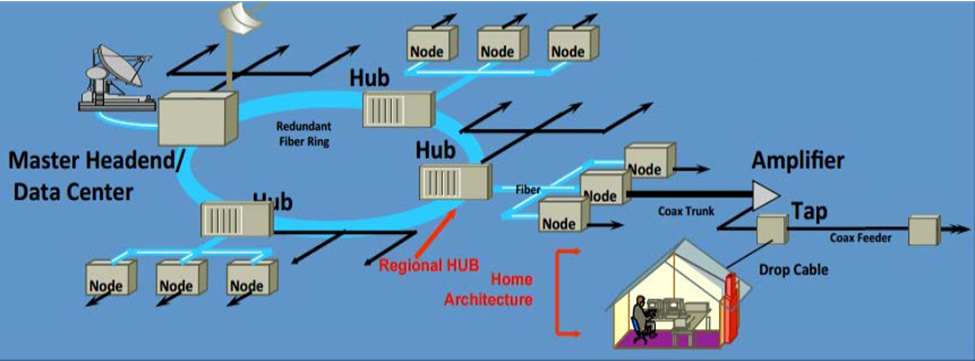 Node
Node
Node
Hub
Redundant
Fiber Ring
Hub
Master Headend/
Data Center
Node
Amplifier
Fiber
Node
Coax Trunk
Hub
Node
Tap
Coax Feeder
Regional HUB
Drop Cable
Home
Architecture
Node
Node
Node